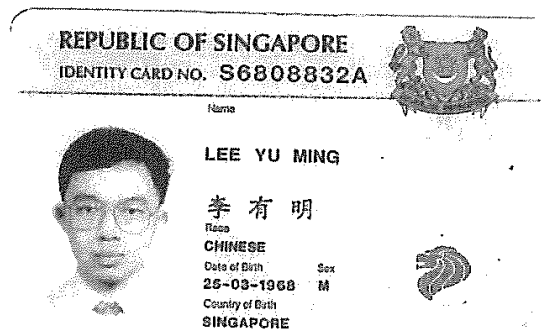 REPUBLIC OF SINGAPORE
IDENTITY CARD NO. S6808832A
Name
LEE YU MING
李有明
Race
CHINESE
Date of Birth Sex
25-03-1968 M
Country of Birth
SINGAPORE